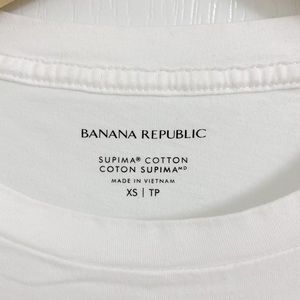 BANANA REPUBLIC
SUPIMA® COTTON
COTON SUPIMAᴹᴰ
MADE IN VIETNAM
XS | TP